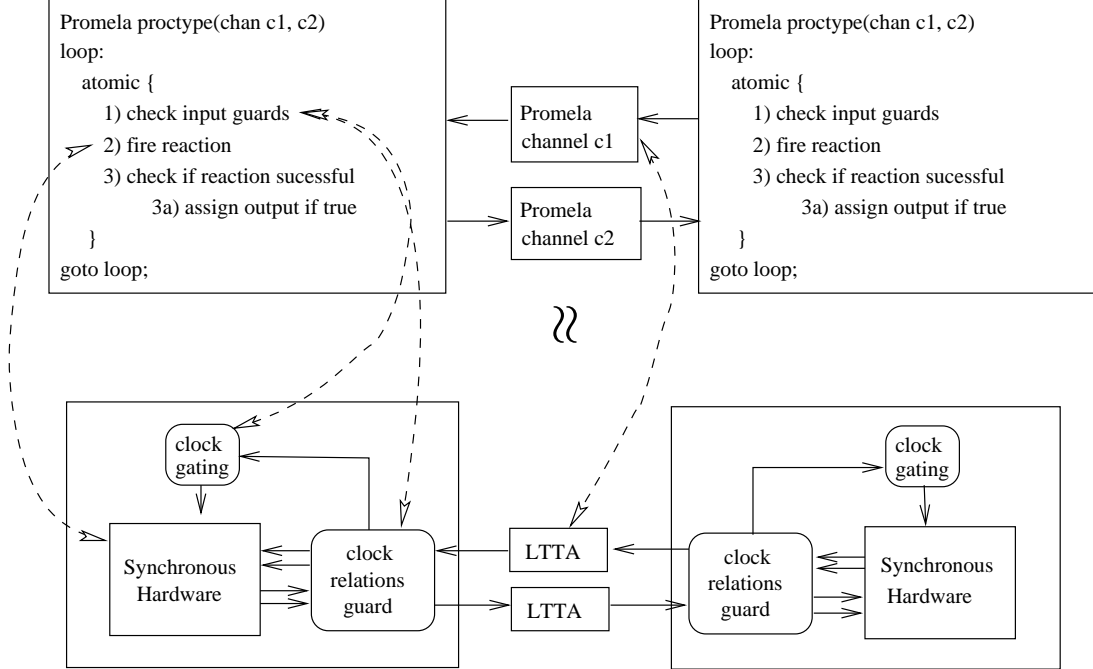 Promela proctype(chan c1, c2)
loop:
atomic {
1) check input guards
2) fire reaction
3) check if reaction sucessful
3a) assign output if true
}
goto loop;
Promela
channel c1
Promela
channel c2
Promela proctype(chan c1, c2)
loop:
atomic {
1) check input guards
2) fire reaction
3) check if reaction sucessful
3a) assign output if true
}
goto loop;
≈
clock
gating
Synchronous
Hardware
clock
relations
guard
LTTA
LTTA
clock
relations
guard
clock
gating
Synchronous
Hardware